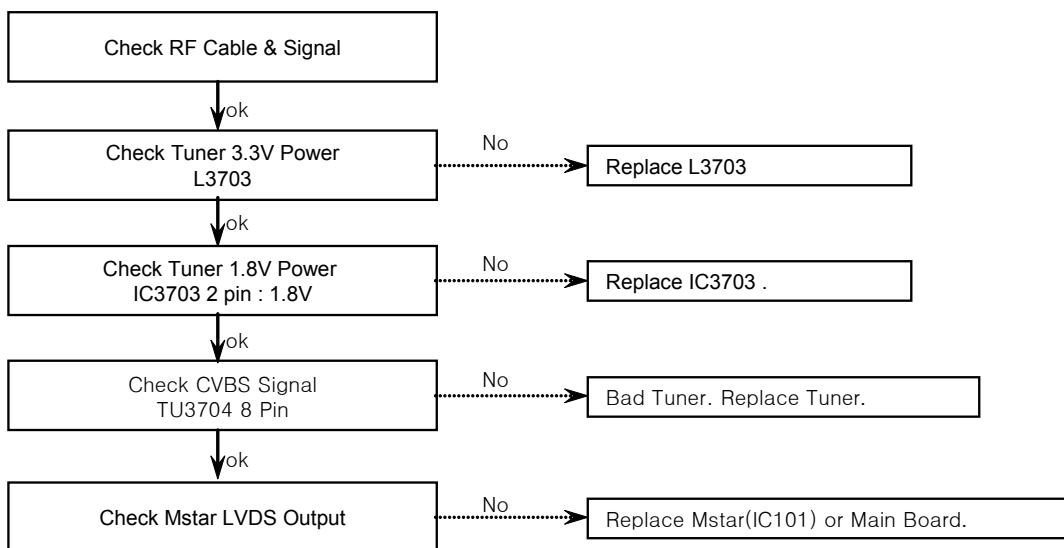 Check RF Cable & Signal
ok
Check Tuner 3.3V Power
L3703
No
Replace L3703
ok
Check Tuner 1.8V Power
IC3703 2 pin : 1.8V
No
Replace IC3703 .
ok
Check CVBS Signal
TU3704 8 Pin
No
Bad Tuner. Replace Tuner.
ok
Check Mstar LVDS Output
No
Replace Mstar(IC101) or Main Board.